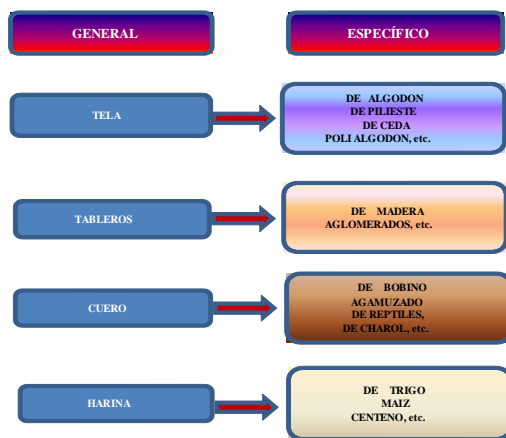 GENERAL
ESPECÍFICO
TELA
DE ALGODON
DE PILIESTE
DE CEDA
POLI ALGODON, etc.
TABLEROS
DE MADERA
AGLOMERADOS, etc.
CUERO
DE BOBINO
AGAMUZADO
DE REPTILES,
DE CHAROL, etc.
HARINA
DE TRIGO
MAIZ
CENTENO, etc.